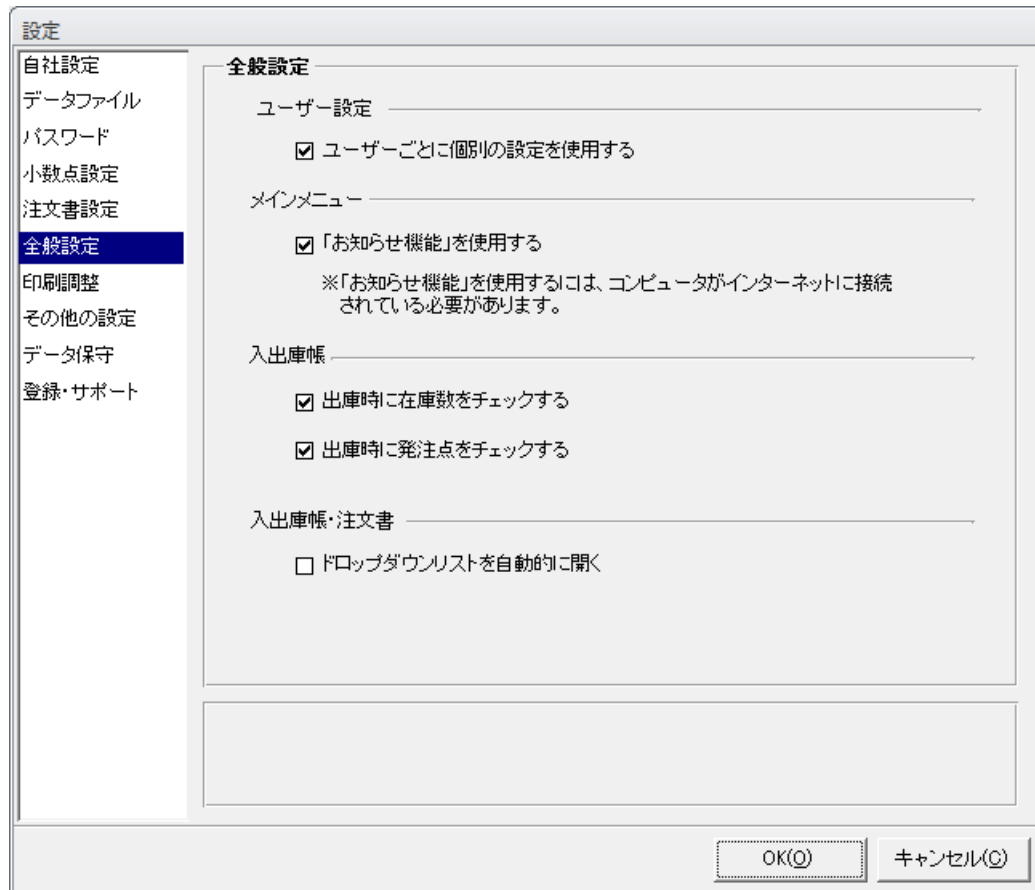 設定
自社設定
データファイル
パスワード
小数点設定
注文書設定
全般設定
印刷調整
その他の設定
データ保守
登録・サポート
全般設定
ユーザー設定
ユーザーごとに個別の設定を使用する
メインメニュー
「お知らせ機能」を使用する
※「お知らせ機能」を使用するには、コンピュータがインターネットに接続
されている必要があります。
入出庫帳
出庫時に在庫数をチェックする
出庫時に発注点をチェックする
入出庫帳・注文書
ドロップダウンリストを自動的に開く
OK(O)
キャンセル(C)